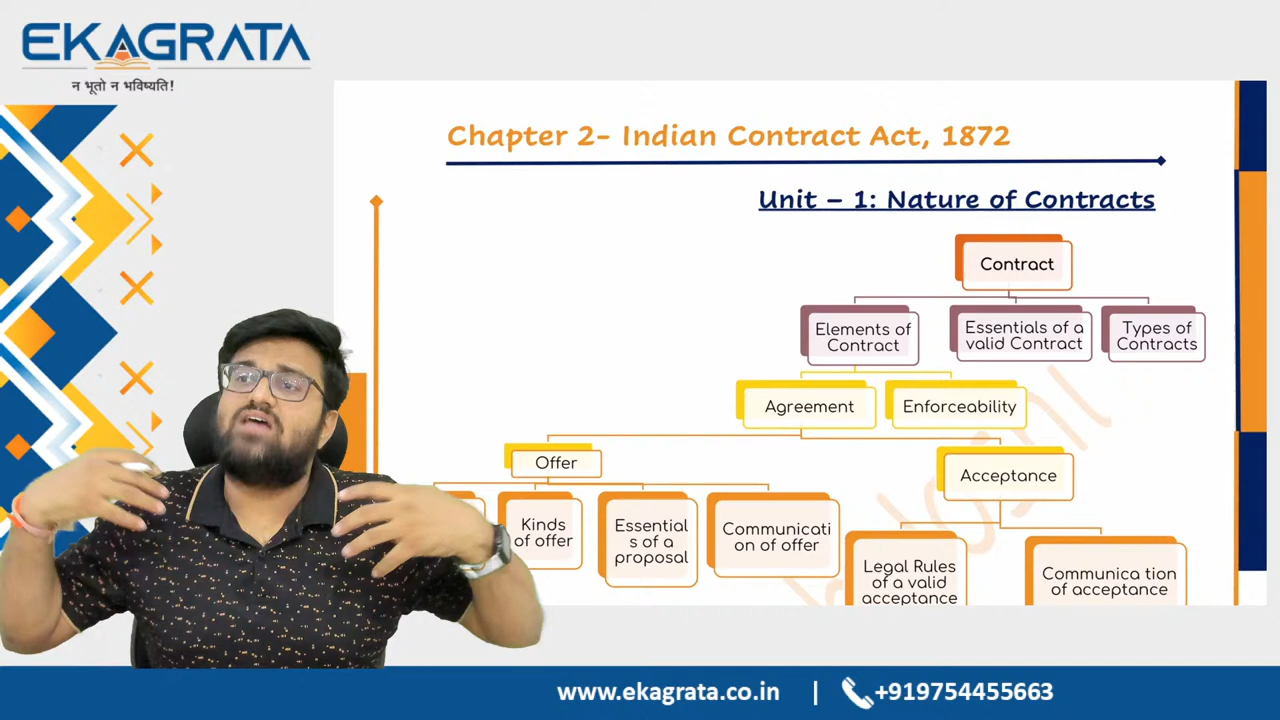 EKAGRATA
न भूतो न भविष्यति!
Chapter 2- Indian Contract Act, 1872
Unit – 1: Nature of Contracts
Contract
Elements of
Contract
Essentials of a
valid Contract
Types of
Contracts
Agreement
Enforceability
Offer
Acceptance
Kinds
of offer
Essential
s of a
proposal
Communicati
on of offer
Legal Rules
of a valid
acceptance
Communica tion
of acceptance
www.ekagrata.co.in | +919754455663